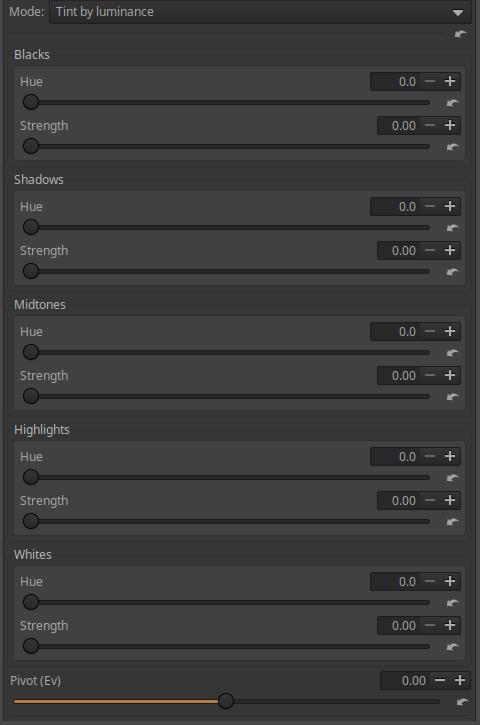 Mode: Tint by luminance
Blacks
Hue 0.0 − +
Strength 0.00 − +
Shadows
Hue 0.0 − +
Strength 0.00 − +
Midtones
Hue 0.0 − +
Strength 0.00 − +
Highlights
Hue 0.0 − +
Strength 0.00 − +
Whites
Hue 0.0 − +
Strength 0.00 − +
Pivot (Ev) 0.00 − +